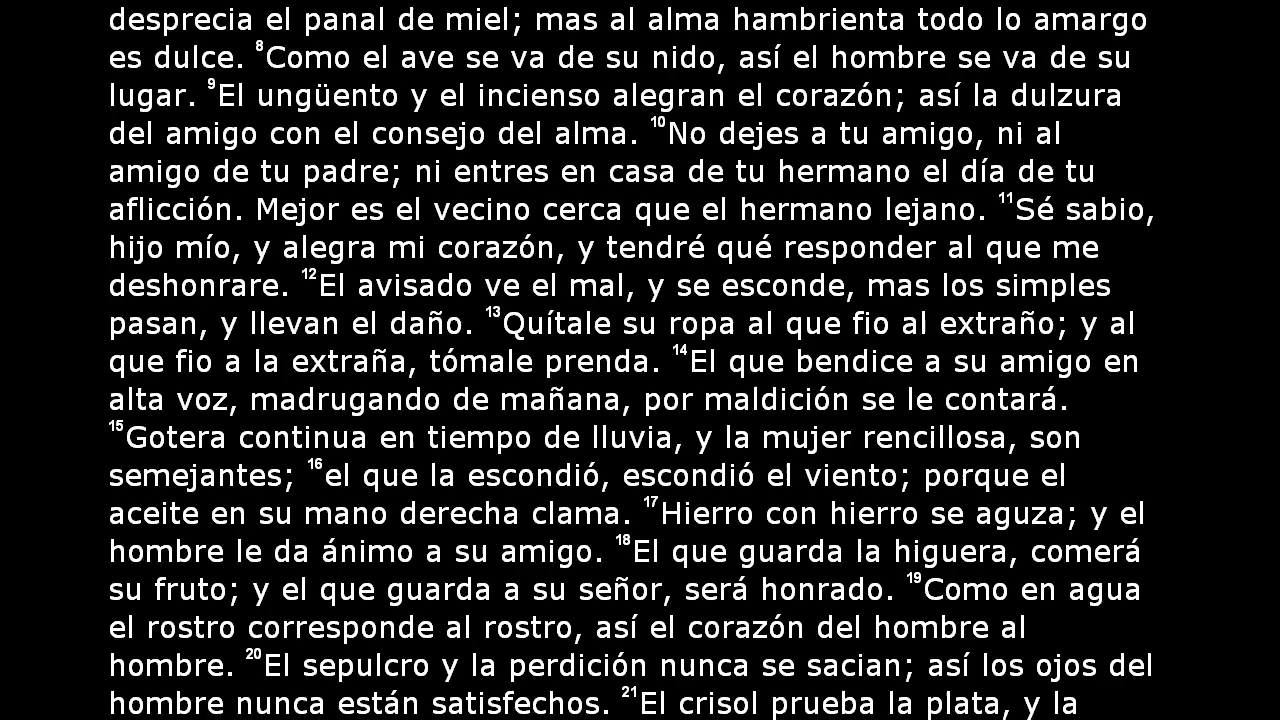 desprecia el panal de miel; mas al alma hambrienta todo lo amargo
es dulce. 8Como el ave se va de su nido, así el hombre se va de su
lugar. 9El ungüento y el incienso alegran el corazón; así la dulzura
del amigo con el consejo del alma. 10No dejes a tu amigo, ni al
amigo de tu padre; ni entres en casa de tu hermano el día de tu
aflicción. Mejor es el vecino cerca que el hermano lejano. 11Sé sabio,
hijo mío, y alegra mi corazón, y tendré qué responder al que me
deshonrare. 12El avisado ve el mal, y se esconde, mas los simples
pasan, y llevan el daño. 13Quítale su ropa al que fio al extraño; y al
que fio a la extraña, tómale prenda. 14El que bendice a su amigo en
alta voz, madrugando de mañana, por maldición se le contará.
15Gotera continua en tiempo de lluvia, y la mujer rencillosa, son
semejantes; 16el que la escondió, escondió el viento; porque el
aceite en su mano derecha clama. 17Hierro con hierro se aguza; y el
hombre le da ánimo a su amigo. 18El que guarda la higuera, comerá
su fruto; y el que guarda a su señor, será honrado. 19Como en agua
el rostro corresponde al rostro, así el corazón del hombre al
hombre. 20El sepulcro y la perdición nunca se sacian; así los ojos del
hombre nunca están satisfechos. 21El crisol prueba la plata, y la